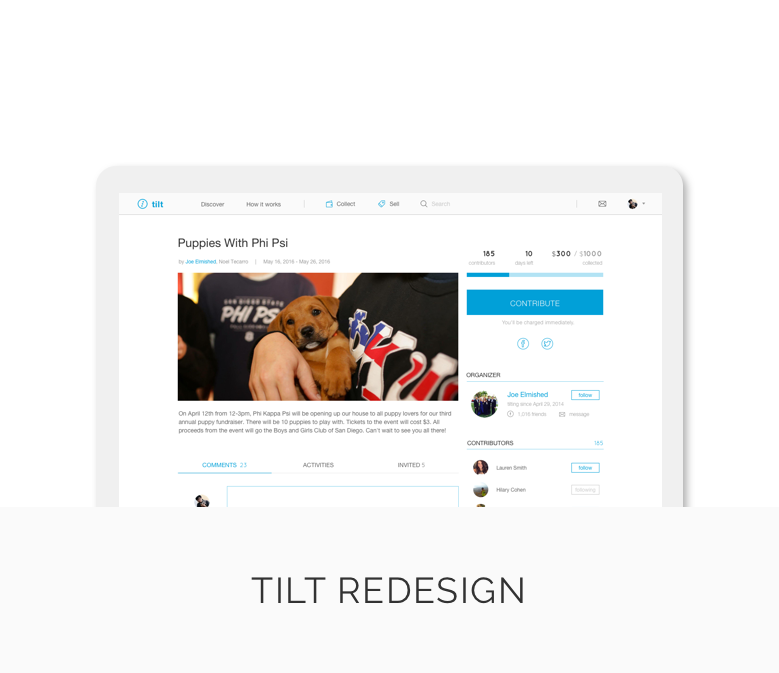 tilt
Discover
How it works
Collect
Sell
Search
Puppies With Phi Psi
by Joe Elmished, Noel Tecarro | May 16, 2016 - May 29, 2016
185
contributors
10
days left
$300 / $1000
collected
CONTRIBUTE
You'll be charged immediately.
SAN DIEGO STATE
PHI PS
ORGANIZER
Joe Elmished
follow
tilting since April 29, 2014
1,016 friends
message
On April 12th from 12-3pm, Phi Kappa Psi will be opening up our house to all puppy lovers for our third
annual puppy fundraiser. There will be 10 puppies to play with. Tickets to the event will cost $3. All
proceeds from the event will go the Boys and Girls Club of San Diego. Can't wait to see you all there!
CONTRIBUTORS 185
Lauren Smith
follow
Hilary Cohen
following
COMMENTS 23
ACTIVITIES
INVITED 5
TILT REDESIGN